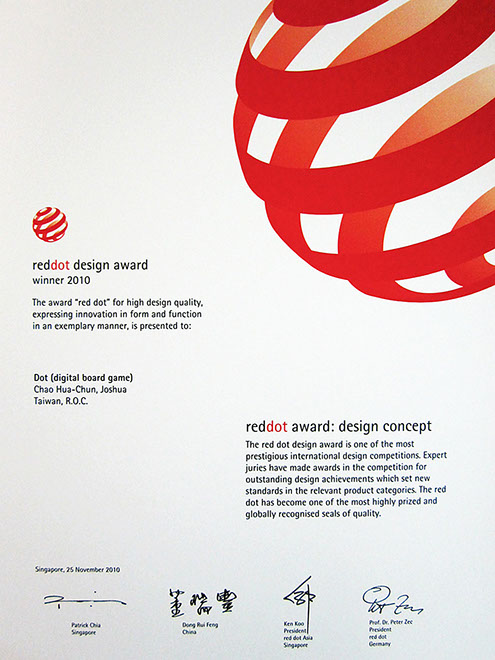 reddot design award
winner 2010
The award "red dot" for high design quality,
expressing innovation in form and function
in an exemplary manner, is presented to:
Dot (digital board game)
Chao Hua-Chun, Joshua
Taiwan, R.O.C.
reddot award: design concept
The red dot design award is one of the most
prestigious international design competitions. Expert
juries have made awards in the competition for
outstanding design achievements which set new
standards in the relevant product categories. The red
dot has become one of the most highly prized and
globally recognised seals of quality.
Singapore, 25 November 2010
Patrick Chia
Singapore
Dong Rui Feng
China
Ken Koo
President
red dot Asia
Singapore
Prof. Dr. Peter Zec
President
red dot
Germany